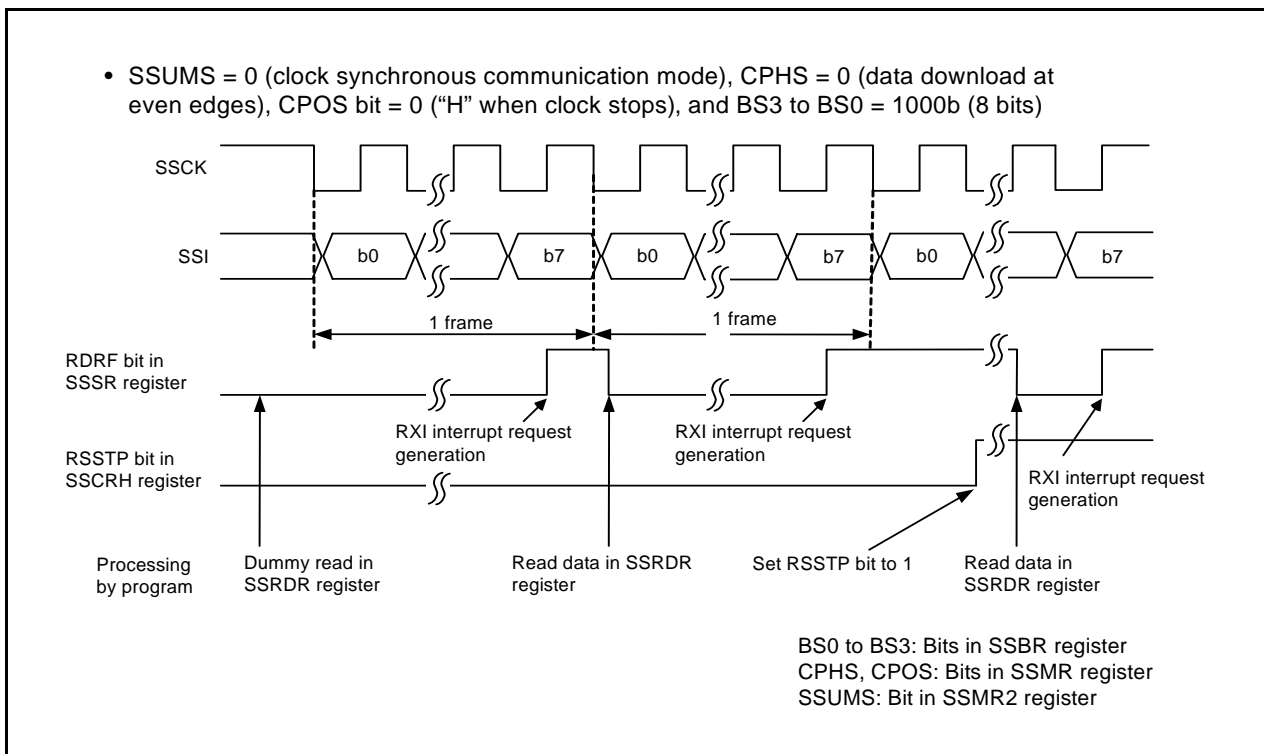 • SSUMS = 0 (clock synchronous communication mode), CPHS = 0 (data download at
even edges), CPOS bit = 0 (“H” when clock stops), and BS3 to BS0 = 1000b (8 bits)
SSCK
SSI
b0
b7
b0
b7
b0
b7
1 frame
1 frame
RDRF bit in
SSSR register
RXI interrupt request
generation
RXI interrupt request
generation
RSSTP bit in
SSCRH register
RXI interrupt request
generation
Processing
by program
Dummy read in
SSRDR register
Read data in SSRDR
register
Set RSSTP bit to 1
Read data in
SSRDR register
BS0 to BS3: Bits in SSBR register
CPHS, CPOS: Bits in SSMR register
SSUMS: Bit in SSMR2 register